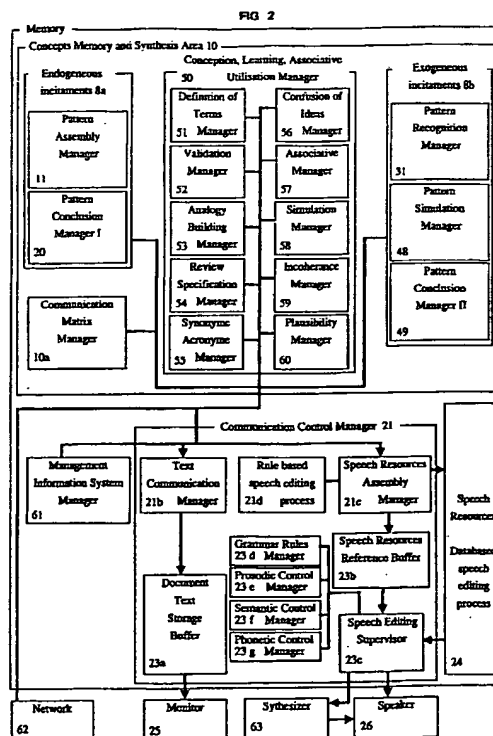 FIG 2
Memory
Concepts Memory and Synthesis Area 10
Endogeneous
incitaments 8a
Pattern
Assembly
Manager
11
Pattern
Conclusion
Manager I
20
Communication
Matrix
Manager
10a
Conception, Learning, Associative
50 Utilisation Manager
Definition of
Terms
51 Manager
Validation
Manager
52
Analogy
Building
53 Manager
Review
Specification
54 Manager
Synonyme
Acronyme
55 Manager
Confusion of
Ideas
56 Manager
Associative
Manager
57
Simulation
Manager
58
Incoherance
Manager
59
Plausibility
Manager
60
Exogeneous
incitaments 8b
Pattern
Recognition
Manager
31
Pattern
Simulation
Manager
48
Pattern
Conclusion
Manager II
49
Communication Control Manager 21
Management
Information System
Manager
61
Text
Communication
21b Manager
Rule based
speech editing
21d process
Speech Resources
Assembly
21c Manager
Speech Resources
Reference Buffer
23b
Grammar Rules
23 d Manager
Prosodic Control
23 e Manager
Semantic Control
23 f Manager
Phonetic Control
23 g Manager
Document
Text
Storage
Buffer
23a
Speech Editing
Supervisor
23c
Speech
Resources
Databases
speech
editing
process
24
Network
62
Monitor
25
Sythesizer
63
Speaker
26